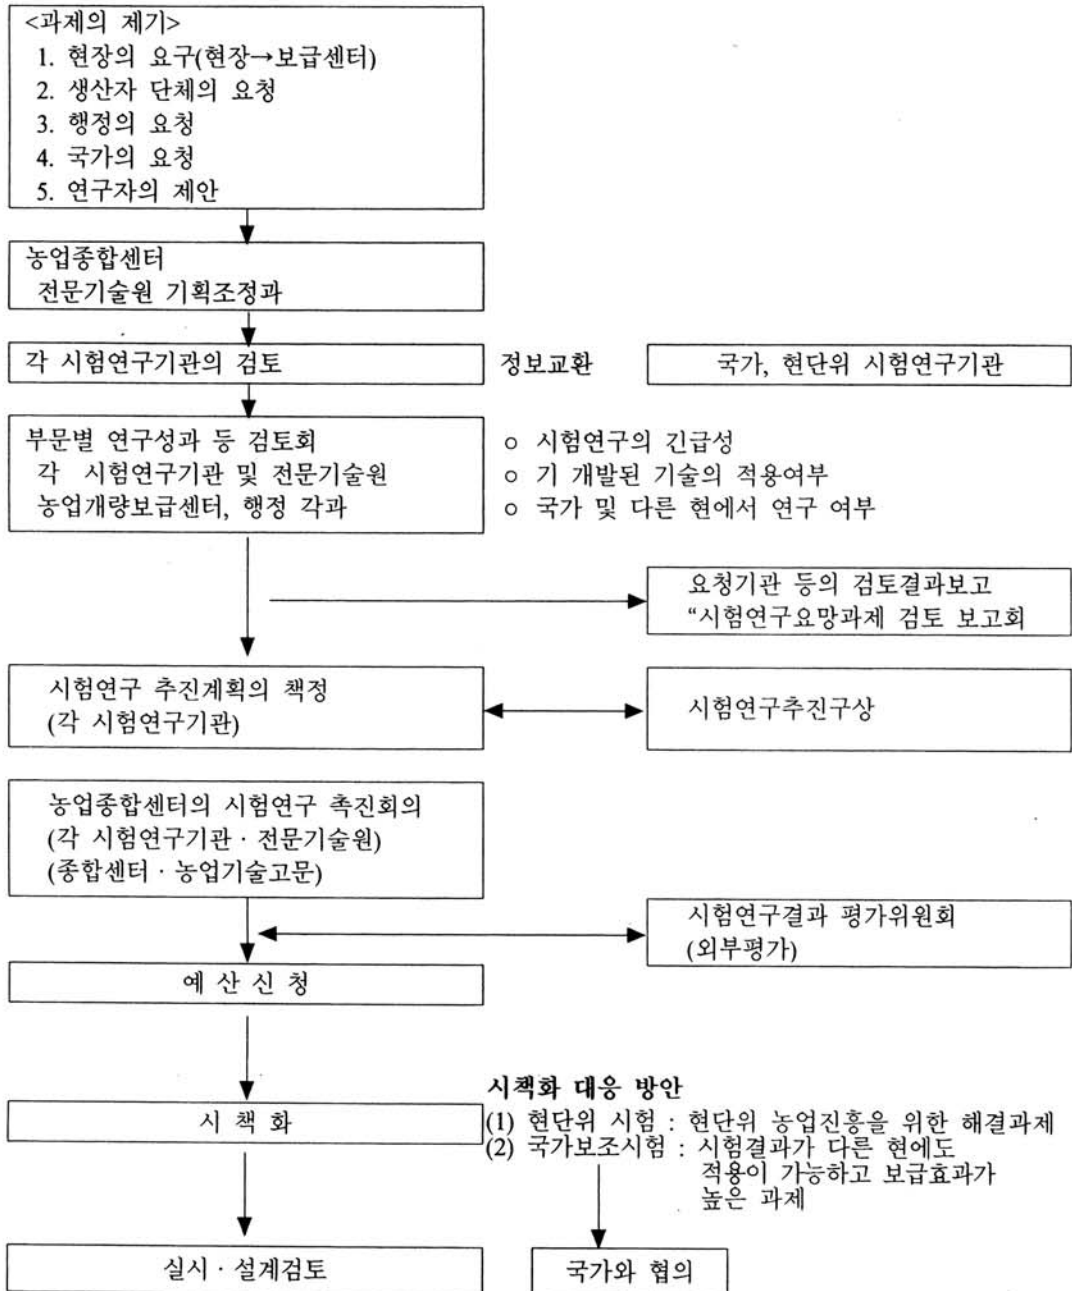 <과제의 제기>
1. 현장의 요구(현장→보급센터)
2. 생산자 단체의 요청
3. 행정의 요청
4. 국가의 요청
5. 연구자의 제안
농업종합센터
전문기술원 기획조정과
각 시험연구기관의 검토
정보교환
국가, 현단위 시험연구기관
부문별 연구성과 등 검토회
각 시험연구기관 및 전문기술원
농업개량보급센터, 행정 각과
○ 시험연구의 긴급성
○ 기 개발된 기술의 적용여부
○ 국가 및 다른 현에서 연구 여부
요청기관 등의 검토결과보고
“시험연구요망과제 검토 보고회
시험연구 추진계획의 책정
(각 시험연구기관)
시험연구추진구상
농업종합센터의 시험연구 촉진회의
(각 시험연구기관 · 전문기술원)
(종합센터 · 농업기술고문)
시험연구결과 평가위원회
(외부평가)
예 산 신 청
시 책 화
시책화 대응 방안
(1) 현단위 시험 : 현단위 농업진흥을 위한 해결과제
(2) 국가보조시험 : 시험결과가 다른 현에도
적용이 가능하고 보급효과가
높은 과제
실시 · 설계검토
국가와 협의